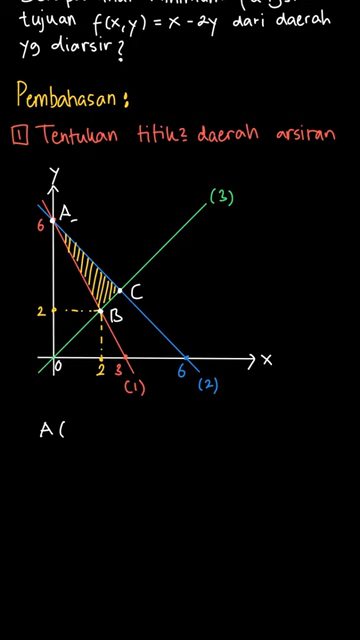 tujuan f(x,y) = x - 2y dari daerah
yg diarsir?
Pembahasan :
1 Tentukan titik2 daerah arsiran
Y
(3)
6 A
C
2 B
0 2 3 6 X
(1) (2)
A (